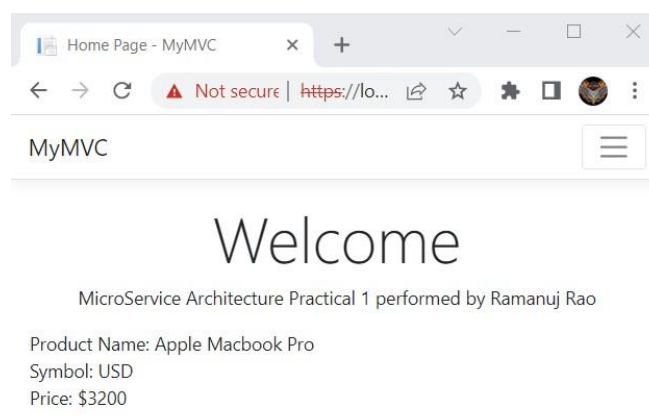 Home Page - MyMVC
Not secure | https://lo...
MyMVC
Welcome
MicroService Architecture Practical 1 performed by Ramanuj Rao
Product Name: Apple Macbook Pro
Symbol: USD
Price: $3200